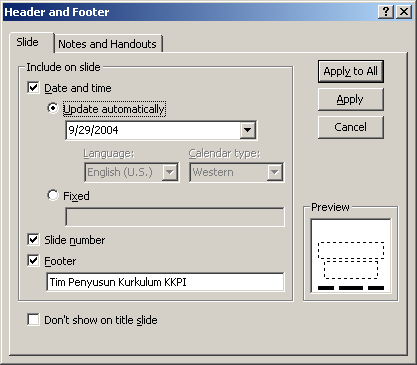 Header and Footer
Slide
Notes and Handouts
Include on slide
Date and time
Update automatically
9/29/2004
Language:
Calendar type:
English (U.S.)
Western
Fixed
Slide number
Footer
Tim Penyusun Kurkulum KKPI
Don't show on title slide
Apply to All
Apply
Cancel
Preview